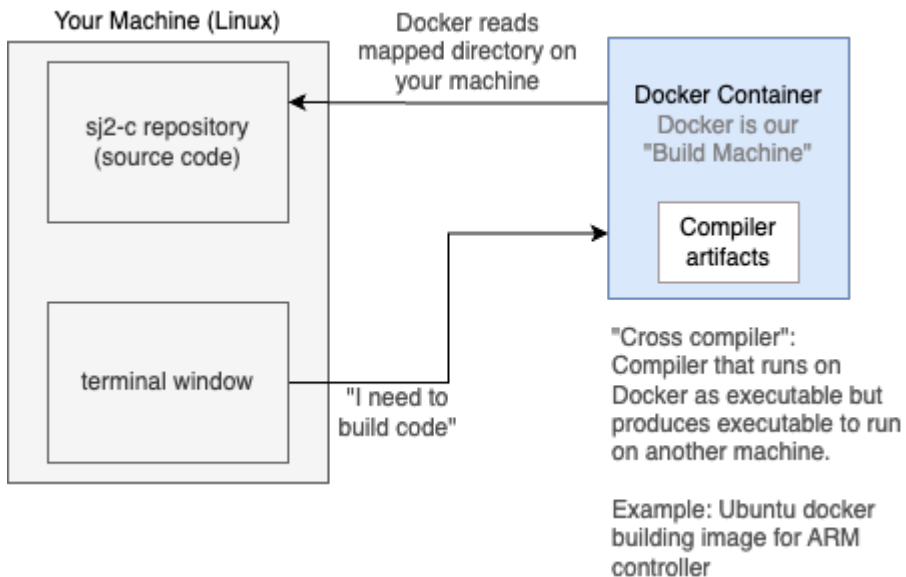 Your Machine (Linux)
sj2-c repository
(source code)
terminal window
Docker reads
mapped directory on
your machine
"I need to
build code"
Docker Container
Docker is our
"Build Machine"
Compiler
artifacts
"Cross compiler":
Compiler that runs on
Docker as executable but
produces executable to run
on another machine.
Example: Ubuntu docker
building image for ARM
controller